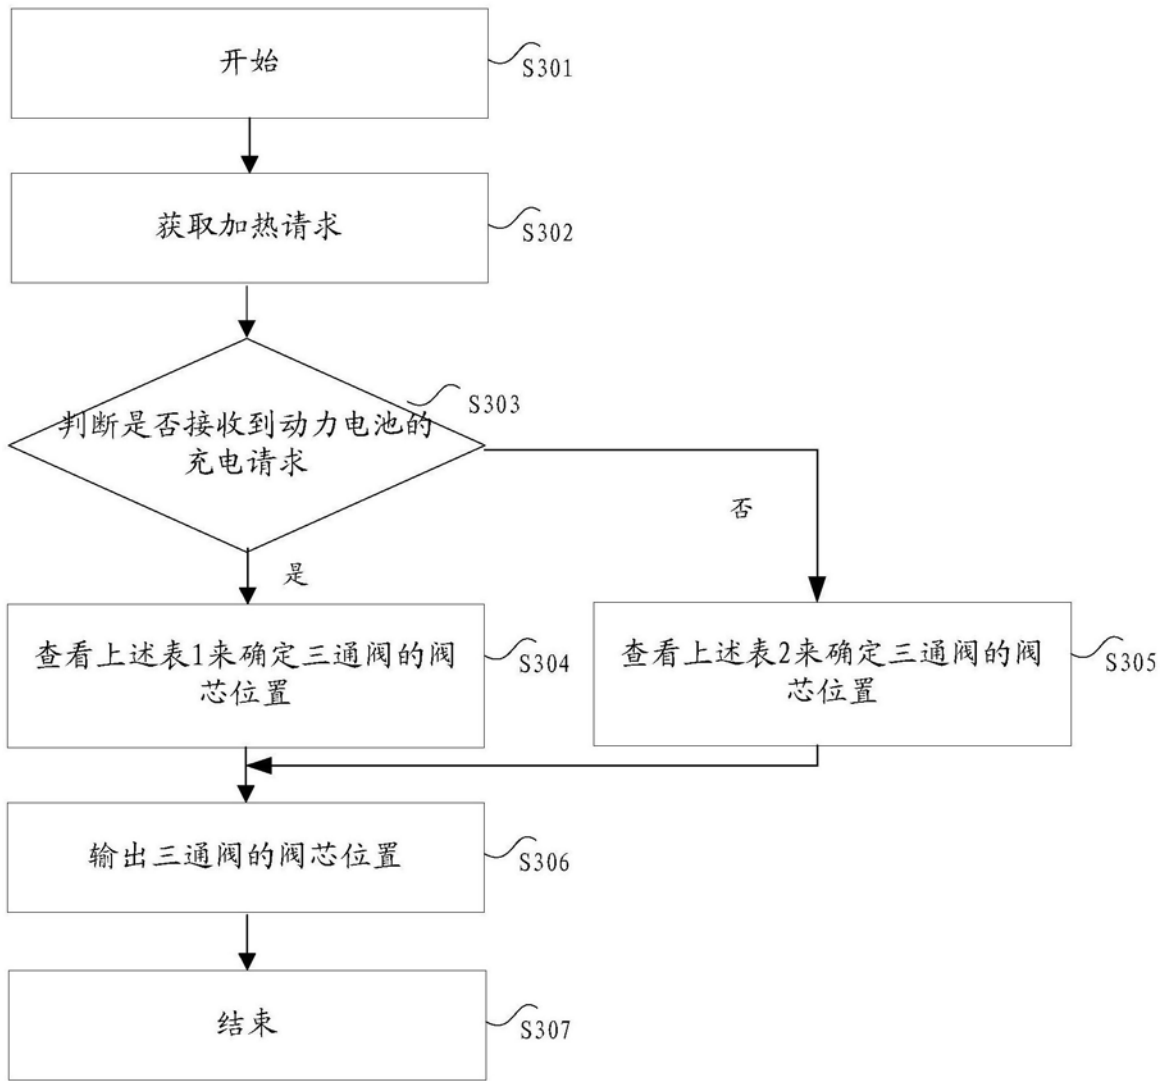 开始
S301
获取加热请求
S302
S303
判断是否接收到动力电池的
充电请求
否
是
查看上述表1来确定三通阀的阀
芯位置
S304
查看上述表2来确定三通阀的阀
芯位置
S305
输出三通阀的阀芯位置
S306
结束
S307